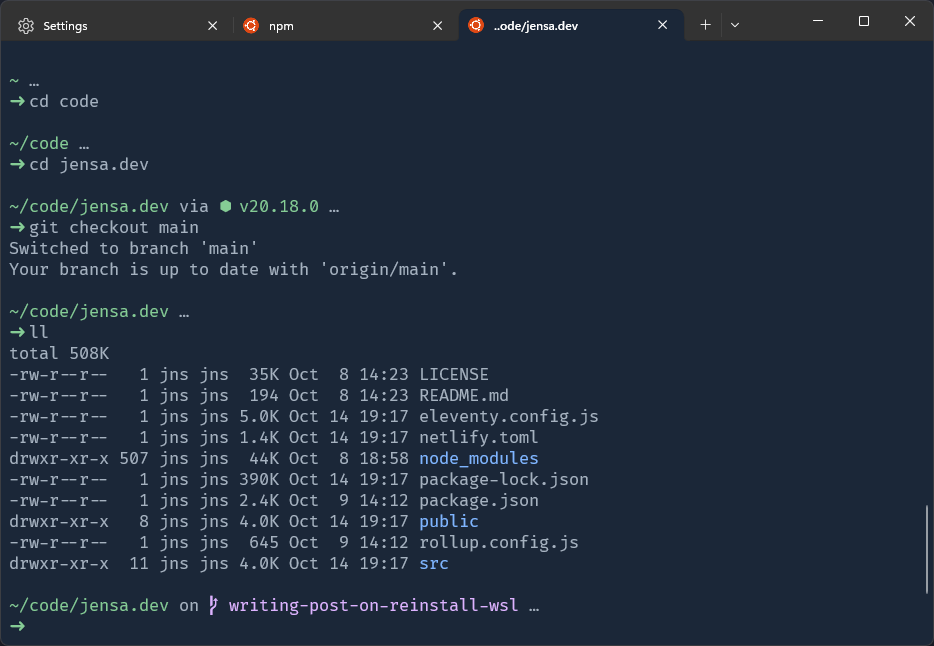 Settings
npm
..ode/jensa.dev
~ …
➜ cd code
~/code …
➜ cd jensa.dev
~/code/jensa.dev via ⬢ v20.18.0 …
➜ git checkout main
Switched to branch 'main'
Your branch is up to date with 'origin/main'.
~/code/jensa.dev …
➜ ll
total 508K
-rw-r--r--   1 jns jns  35K Oct  8 14:23 LICENSE
-rw-r--r--   1 jns jns  194 Oct  8 14:23 README.md
-rw-r--r--   1 jns jns 5.0K Oct 14 19:17 eleventy.config.js
-rw-r--r--   1 jns jns 1.4K Oct 14 19:17 netlify.toml
drwxr-xr-x 507 jns jns  44K Oct  8 18:58 node_modules
-rw-r--r--   1 jns jns 390K Oct 14 19:17 package-lock.json
-rw-r--r--   1 jns jns 2.4K Oct  9 14:12 package.json
drwxr-xr-x   8 jns jns 4.0K Oct 14 19:17 public
-rw-r--r--   1 jns jns  645 Oct  9 14:12 rollup.config.js
drwxr-xr-x  11 jns jns 4.0K Oct 14 19:17 src
~/code/jensa.dev on writing-post-on-reinstall-wsl …
➜